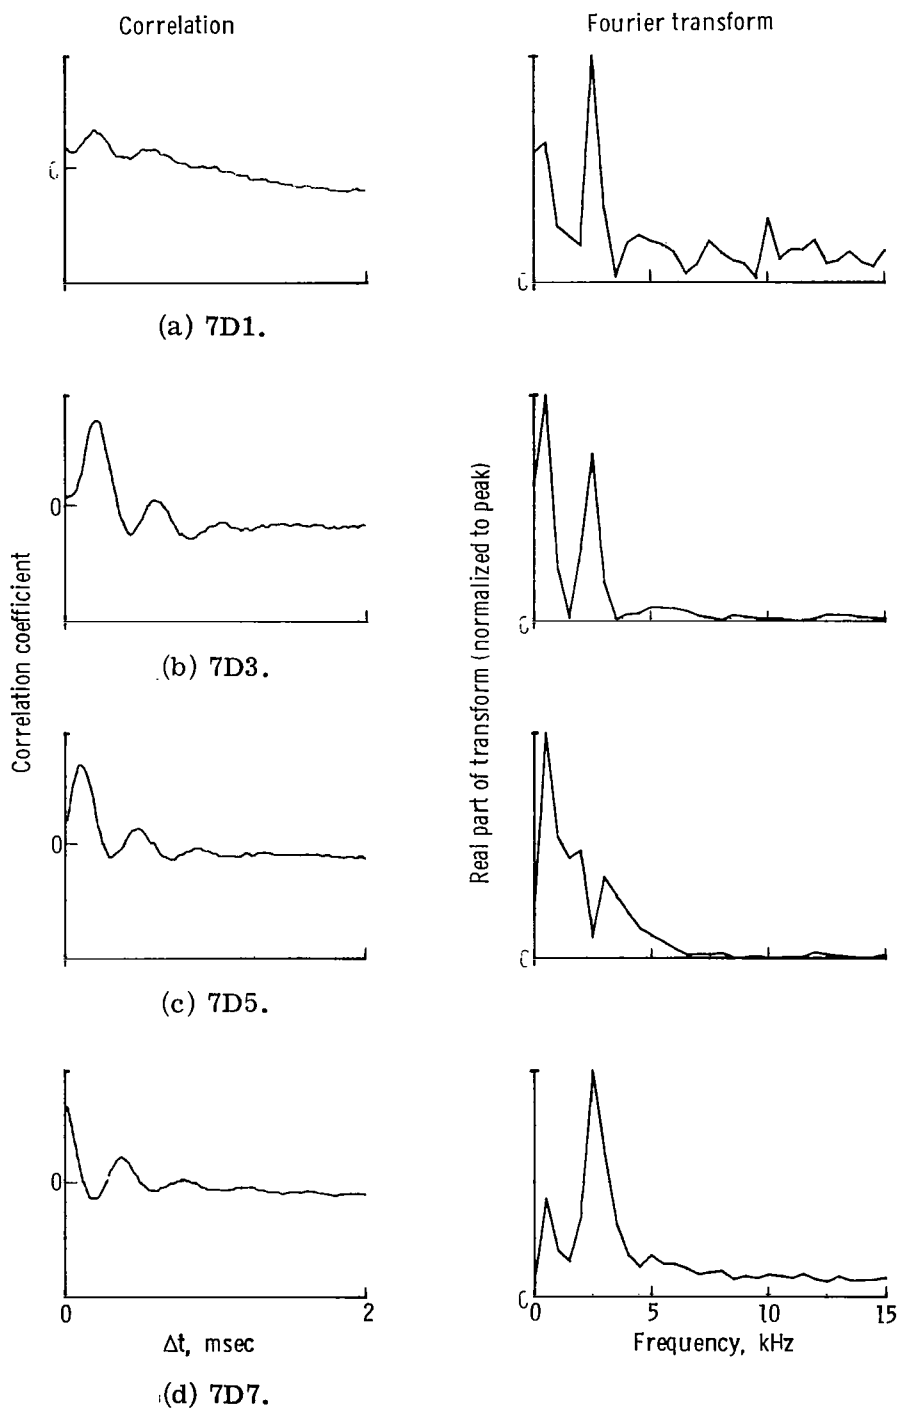 Correlation
Fourier transform
0
0
(a) 7D1.
0
0
(b) 7D3.
Correlation coefficient
Real part of transform (normalized to peak)
0
0
(c) 7D5.
0
0
0
2
0
5
10
15
Δt, msec
Frequency, kHz
(d) 7D7.